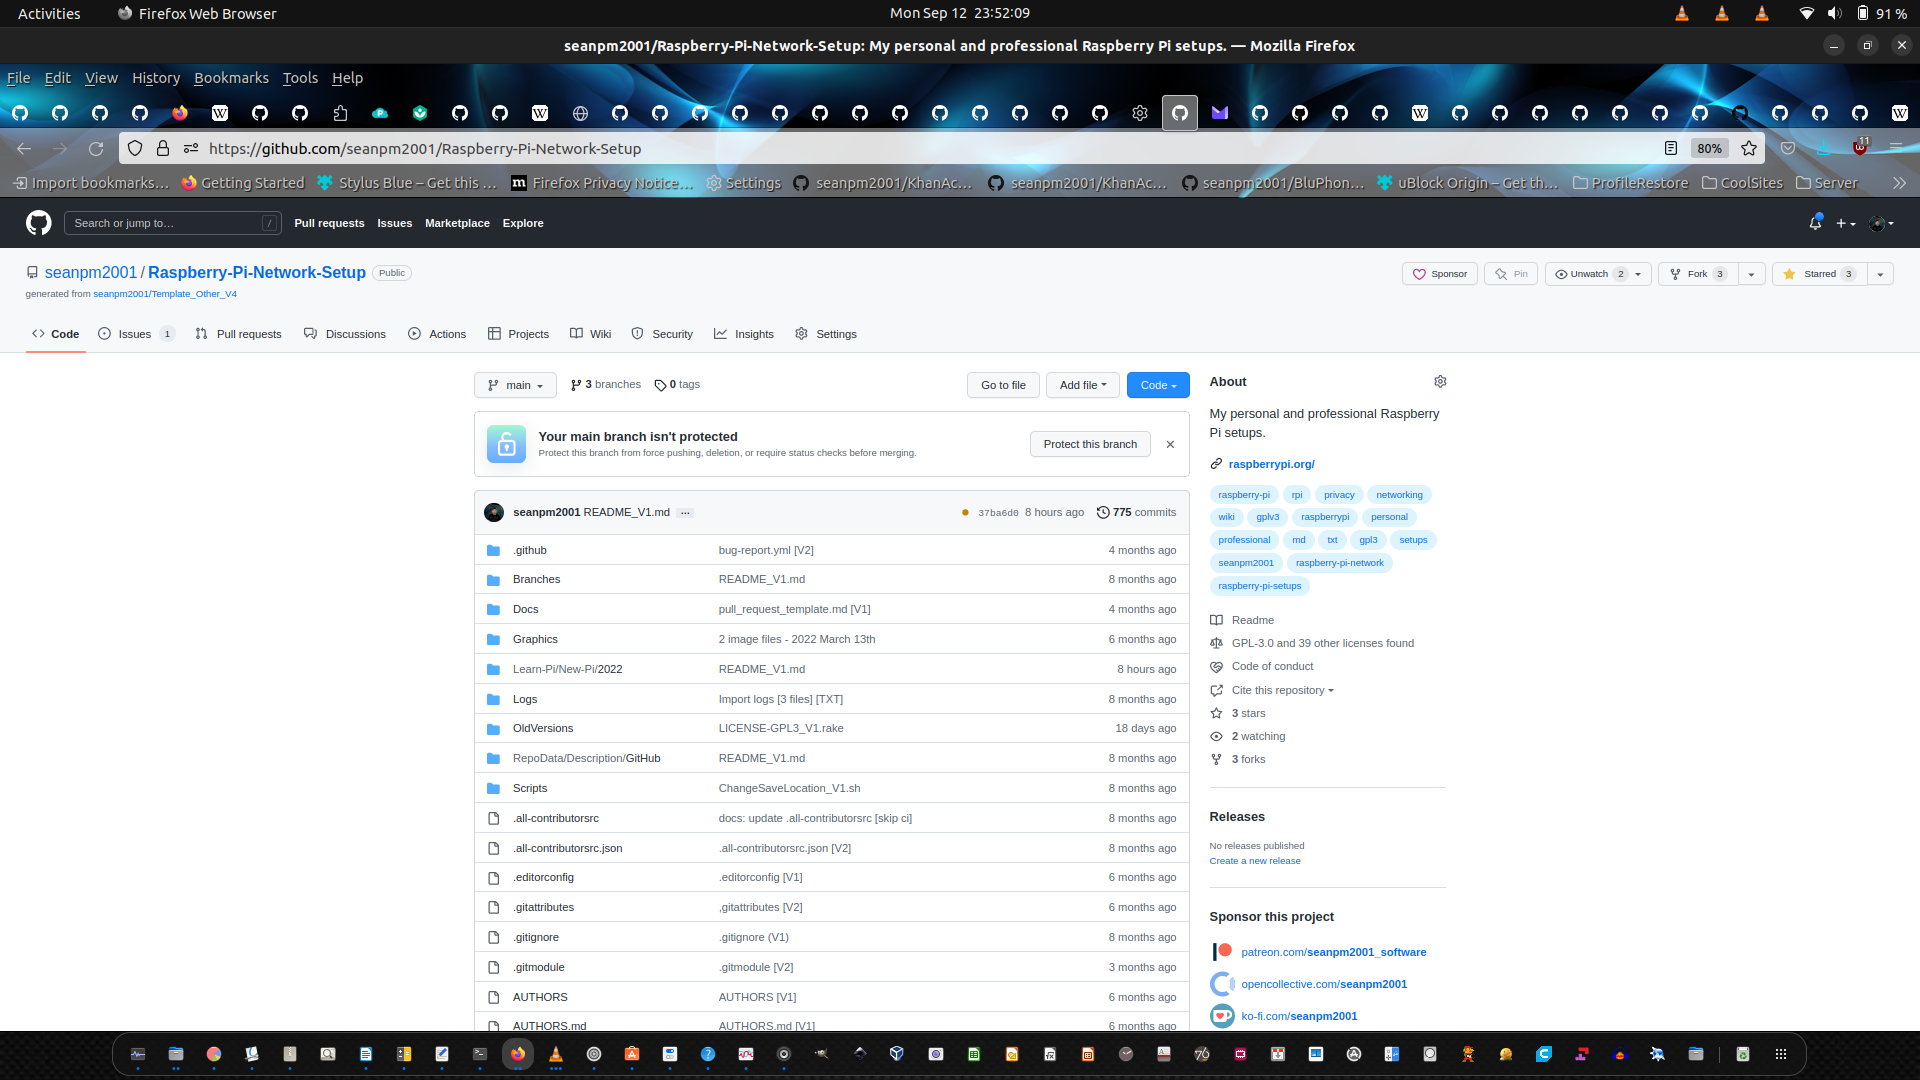 Activities Firefox Web Browser Mon Sep 12 23:52:09 91 %
seanpm2001/Raspberry-Pi-Network-Setup: My personal and professional Raspberry Pi setups. — Mozilla Firefox
File Edit View History Bookmarks Tools Help
https://github.com/seanpm2001/Raspberry-Pi-Network-Setup 80% 11
Import bookmarks… Getting Started Stylus Blue – Get this … Firefox Privacy Notice… Settings seanpm2001/KhanAc… seanpm2001/KhanAc… seanpm2001/BluPhon… uBlock Origin – Get th… ProfileRestore CoolSites Server
Search or jump to… / Pull requests Issues Marketplace Explore
seanpm2001 / Raspberry-Pi-Network-Setup Public Sponsor Pin Unwatch 2 Fork 3 Starred 3
generated from seanpm2001/Template_Other_V4
Code Issues 1 Pull requests Discussions Actions Projects Wiki Security Insights Settings
main 3 branches 0 tags Go to file Add file Code
Your main branch isn't protected
Protect this branch from force pushing, deletion, or require status checks before merging.
Protect this branch
seanpm2001 README_V1.md … 37ba6d0 8 hours ago 775 commits
.github bug-report.yml [V2] 4 months ago
Branches README_V1.md 8 months ago
Docs pull_request_template.md [V1] 4 months ago
Graphics 2 image files - 2022 March 13th 6 months ago
Learn-Pi/New-Pi/2022 README_V1.md 8 hours ago
Logs Import logs [3 files] [TXT] 8 months ago
OldVersions LICENSE-GPL3_V1.rake 18 days ago
RepoData/Description/GitHub README_V1.md 8 months ago
Scripts ChangeSaveLocation_V1.sh 8 months ago
.all-contributorsrc docs: update .all-contributorsrc [skip ci] 8 months ago
.all-contributorsrc.json .all-contributorsrc.json [V2] 8 months ago
.editorconfig .editorconfig [V1] 6 months ago
.gitattributes ,gitattributes [V2] 6 months ago
.gitignore .gitignore (V1) 8 months ago
.gitmodule .gitmodule [V2] 3 months ago
AUTHORS AUTHORS [V1] 6 months ago
AUTHORS.md AUTHORS.md [V1] 6 months ago
About
My personal and professional Raspberry
Pi setups.
raspberrypi.org/
raspberry-pi rpi privacy networking
wiki gplv3 raspberrypi personal
professional md txt gpl3 setups
seanpm2001 raspberry-pi-network
raspberry-pi-setups
Readme
GPL-3.0 and 39 other licenses found
Code of conduct
Cite this repository
3 stars
2 watching
3 forks
Releases
No releases published
Create a new release
Sponsor this project
patreon.com/seanpm2001_software
opencollective.com/seanpm2001
ko-fi.com/seanpm2001